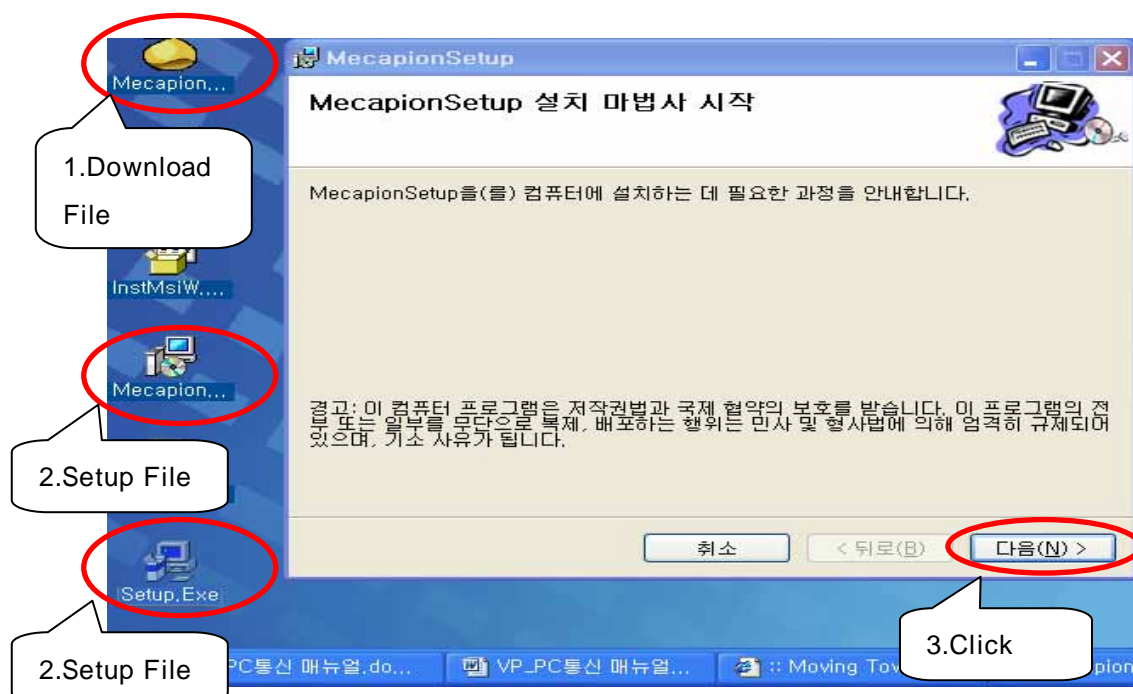 Mecapion...
MecapionSetup
MecapionSetup 설치 마법사 시작
1.Download
File
MecapionSetup을(를) 컴퓨터에 설치하는 데 필요한 과정을 안내합니다.
InstMsiW....
Mecapion...
경고: 이 컴퓨터 프로그램은 저작권법과 국제 협약의 보호를 받습니다. 이 프로그램의 전
부 또는 일부를 무단으로 복제, 배포하는 행위는 민사 및 형사법에 의해 엄격히 규제되며
있으며, 기소 사유가 됩니다.
2.Setup File
취소
< 뒤로(B)
다음(N) >
Setup.Exe
3.Click
2.Setup File
PC통신 매뉴얼.do...
VP_PC통신 매뉴얼...
:: Moving Tov
pion